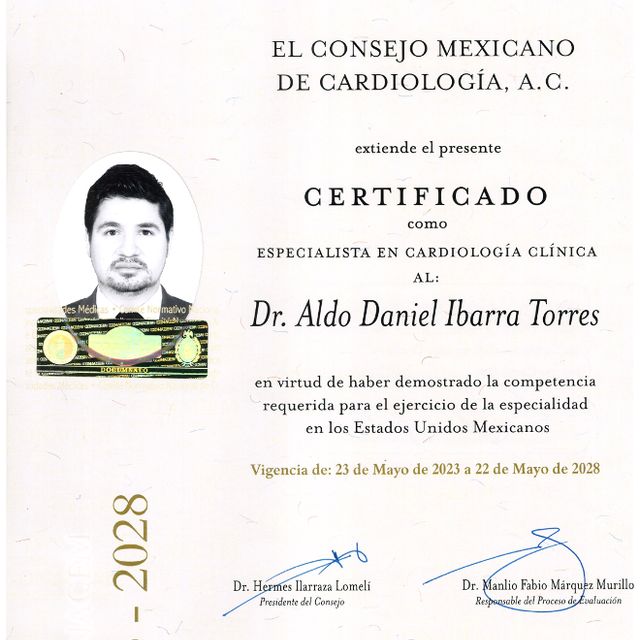 EL CONSEJO MEXICANO
DE CARDIOLOGÍA, A.C.
extiende el presente
CERTIFICADO
como
ESPECIALISTA EN CARDIOLOGÍA CLÍNICA
AL:
Dr. Aldo Daniel Ibarra Torres
en virtud de haber demostrado la competencia
requerida para el ejercicio de la especialidad
en los Estados Unidos Mexicanos
Vigencia de: 23 de Mayo de 2023 a 22 de Mayo de 2028
Dr. Hermes Ilarraza Lomelí
Presidente del Consejo
Dr. Manlio Fabio Márquez Murillo
Responsable del Proceso de Evaluación
Normativo
DOCUMENTO
- 2028